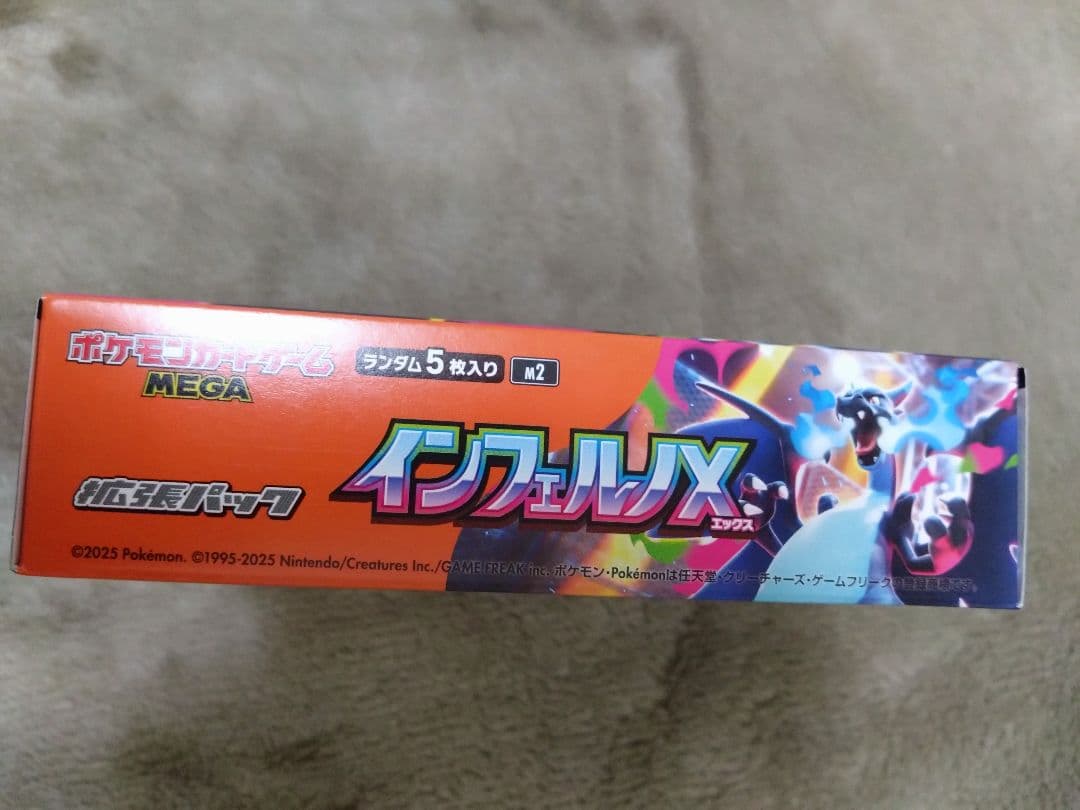 ポケモンカードゲーム
MEGA
ランダム5枚入り
M2
インフェルノX
エックス
拡張パック
©2025 Pokémon. ©1995-2025 Nintendo/Creatures Inc./GAME FREAK inc. ポケモン・Pokémonは任天堂・クリーチャーズ・ゲームフリークの登録商標です。